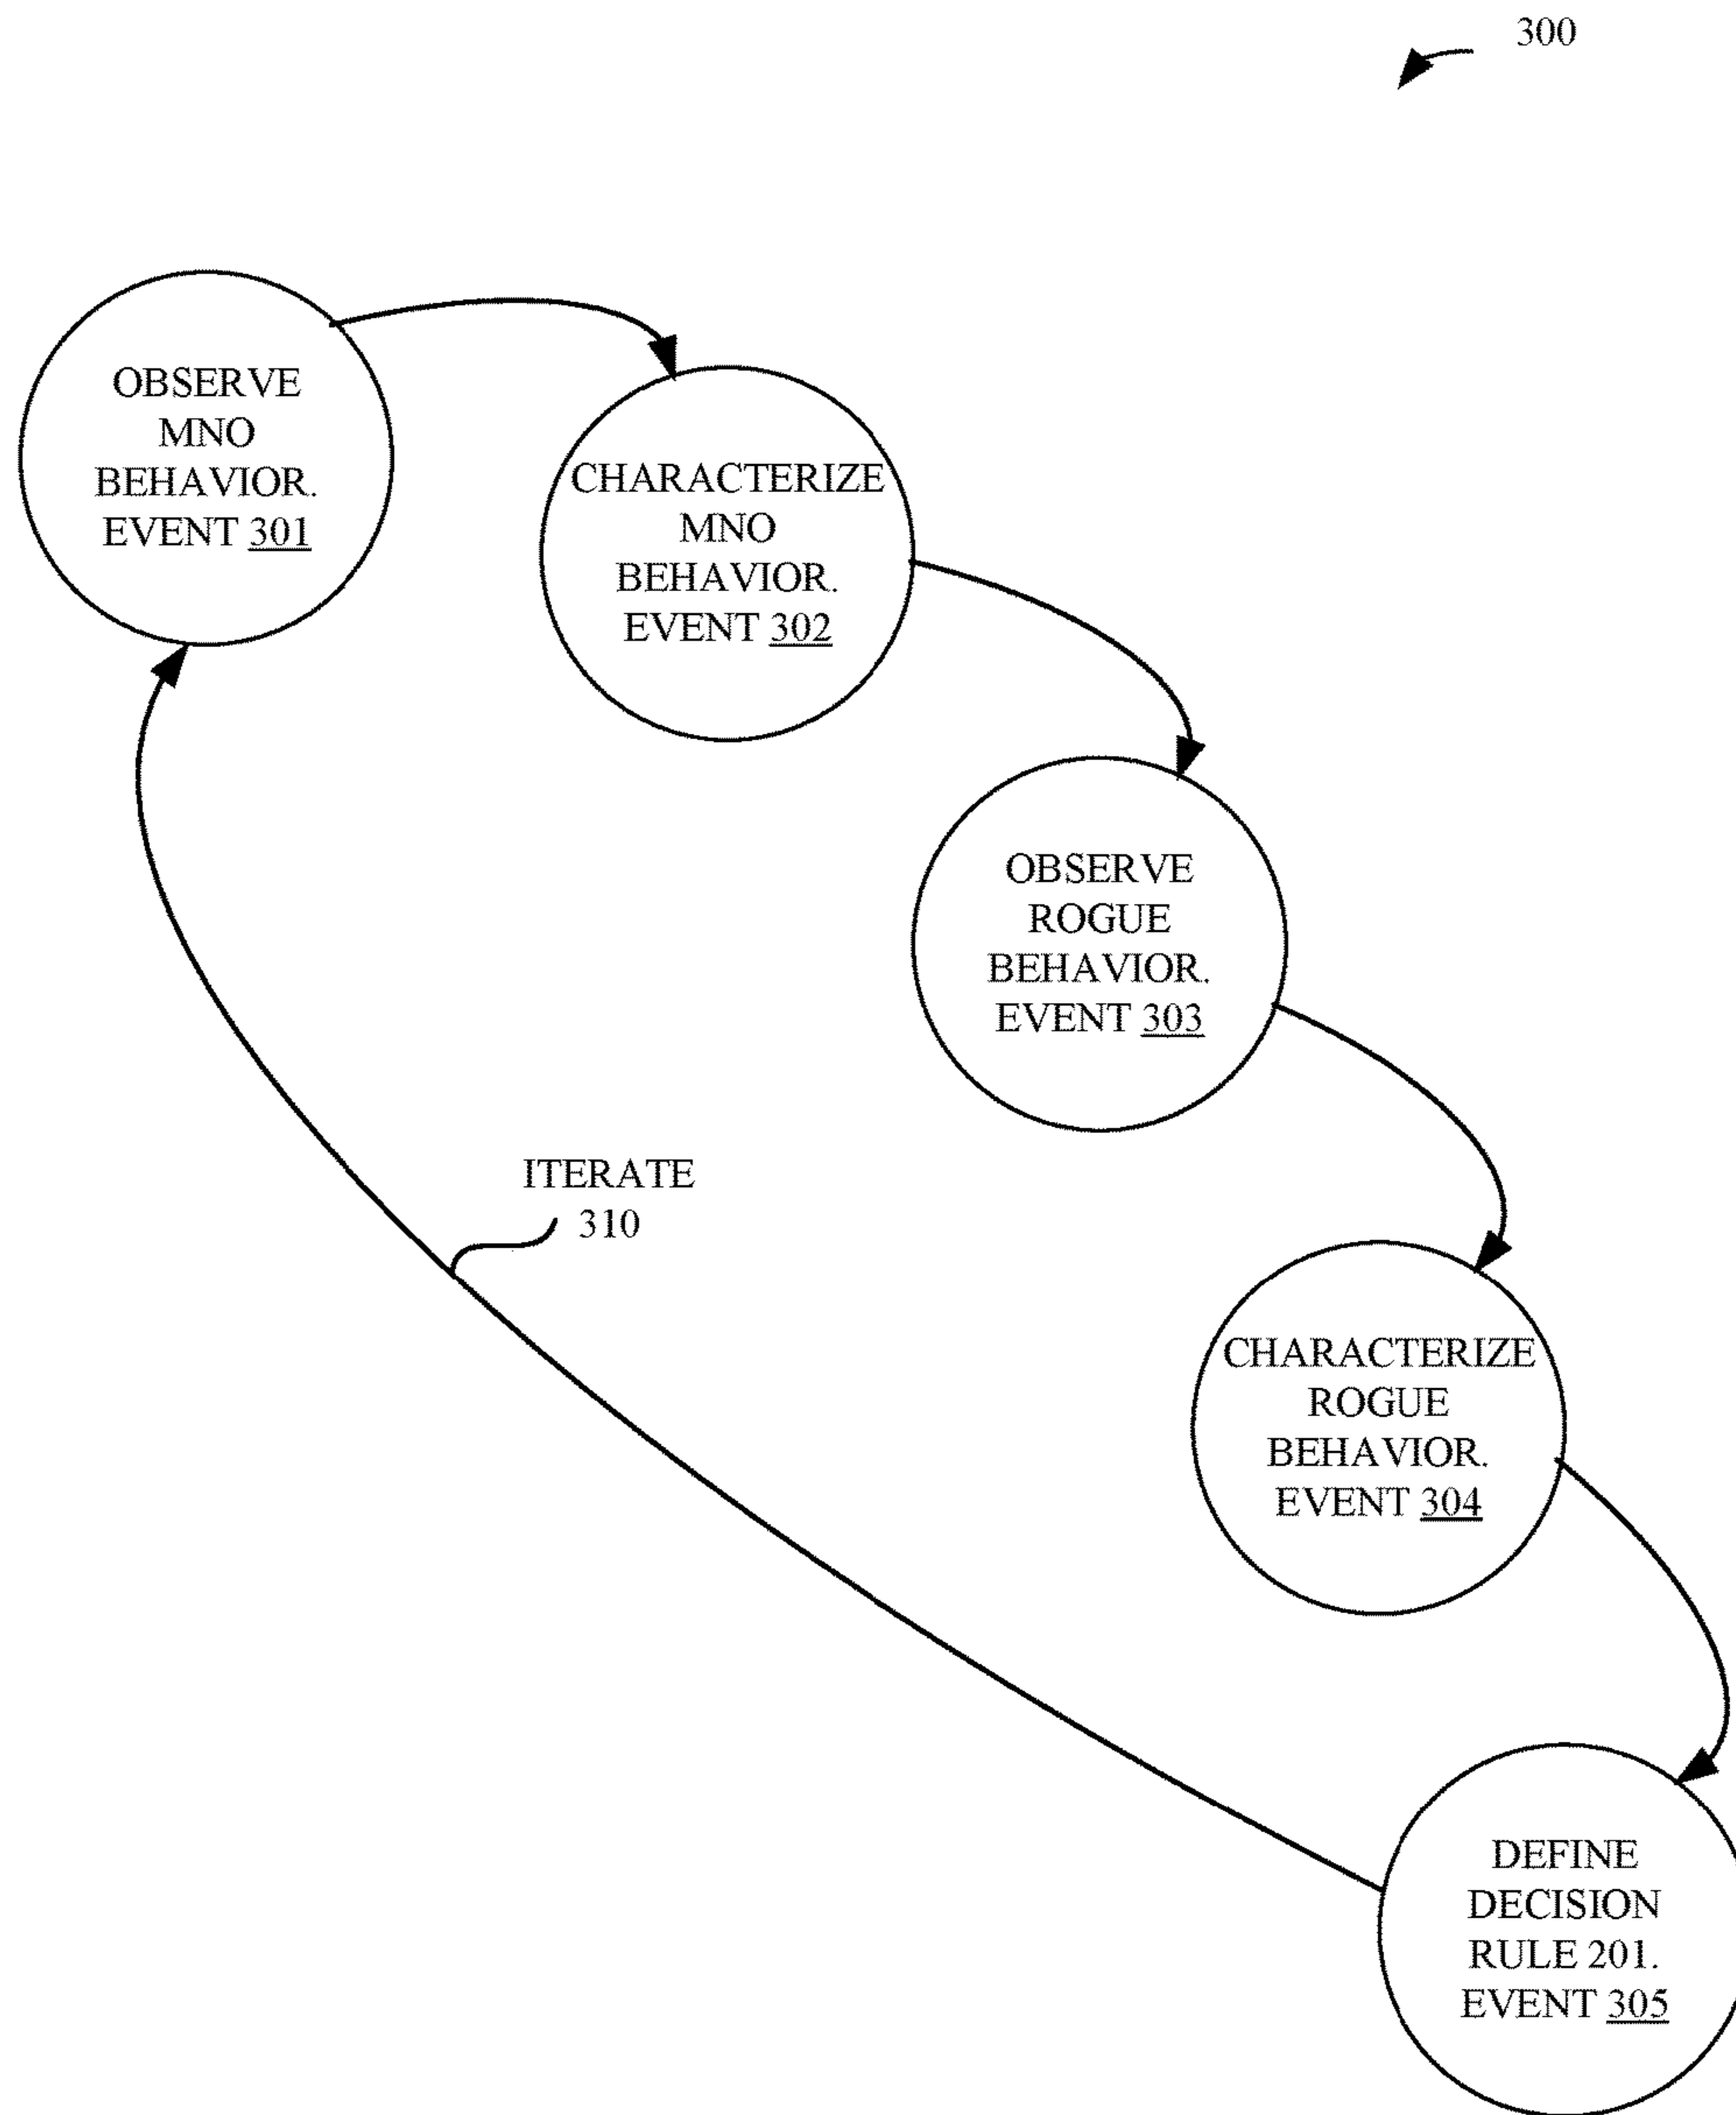 300
OBSERVE
MNO
BEHAVIOR.
EVENT 301
CHARACTERIZE
MNO
BEHAVIOR.
EVENT 302
OBSERVE
ROGUE
BEHAVIOR.
EVENT 303
ITERATE
310
CHARACTERIZE
ROGUE
BEHAVIOR.
EVENT 304
DEFINE
DECISION
RULE 201.
EVENT 305